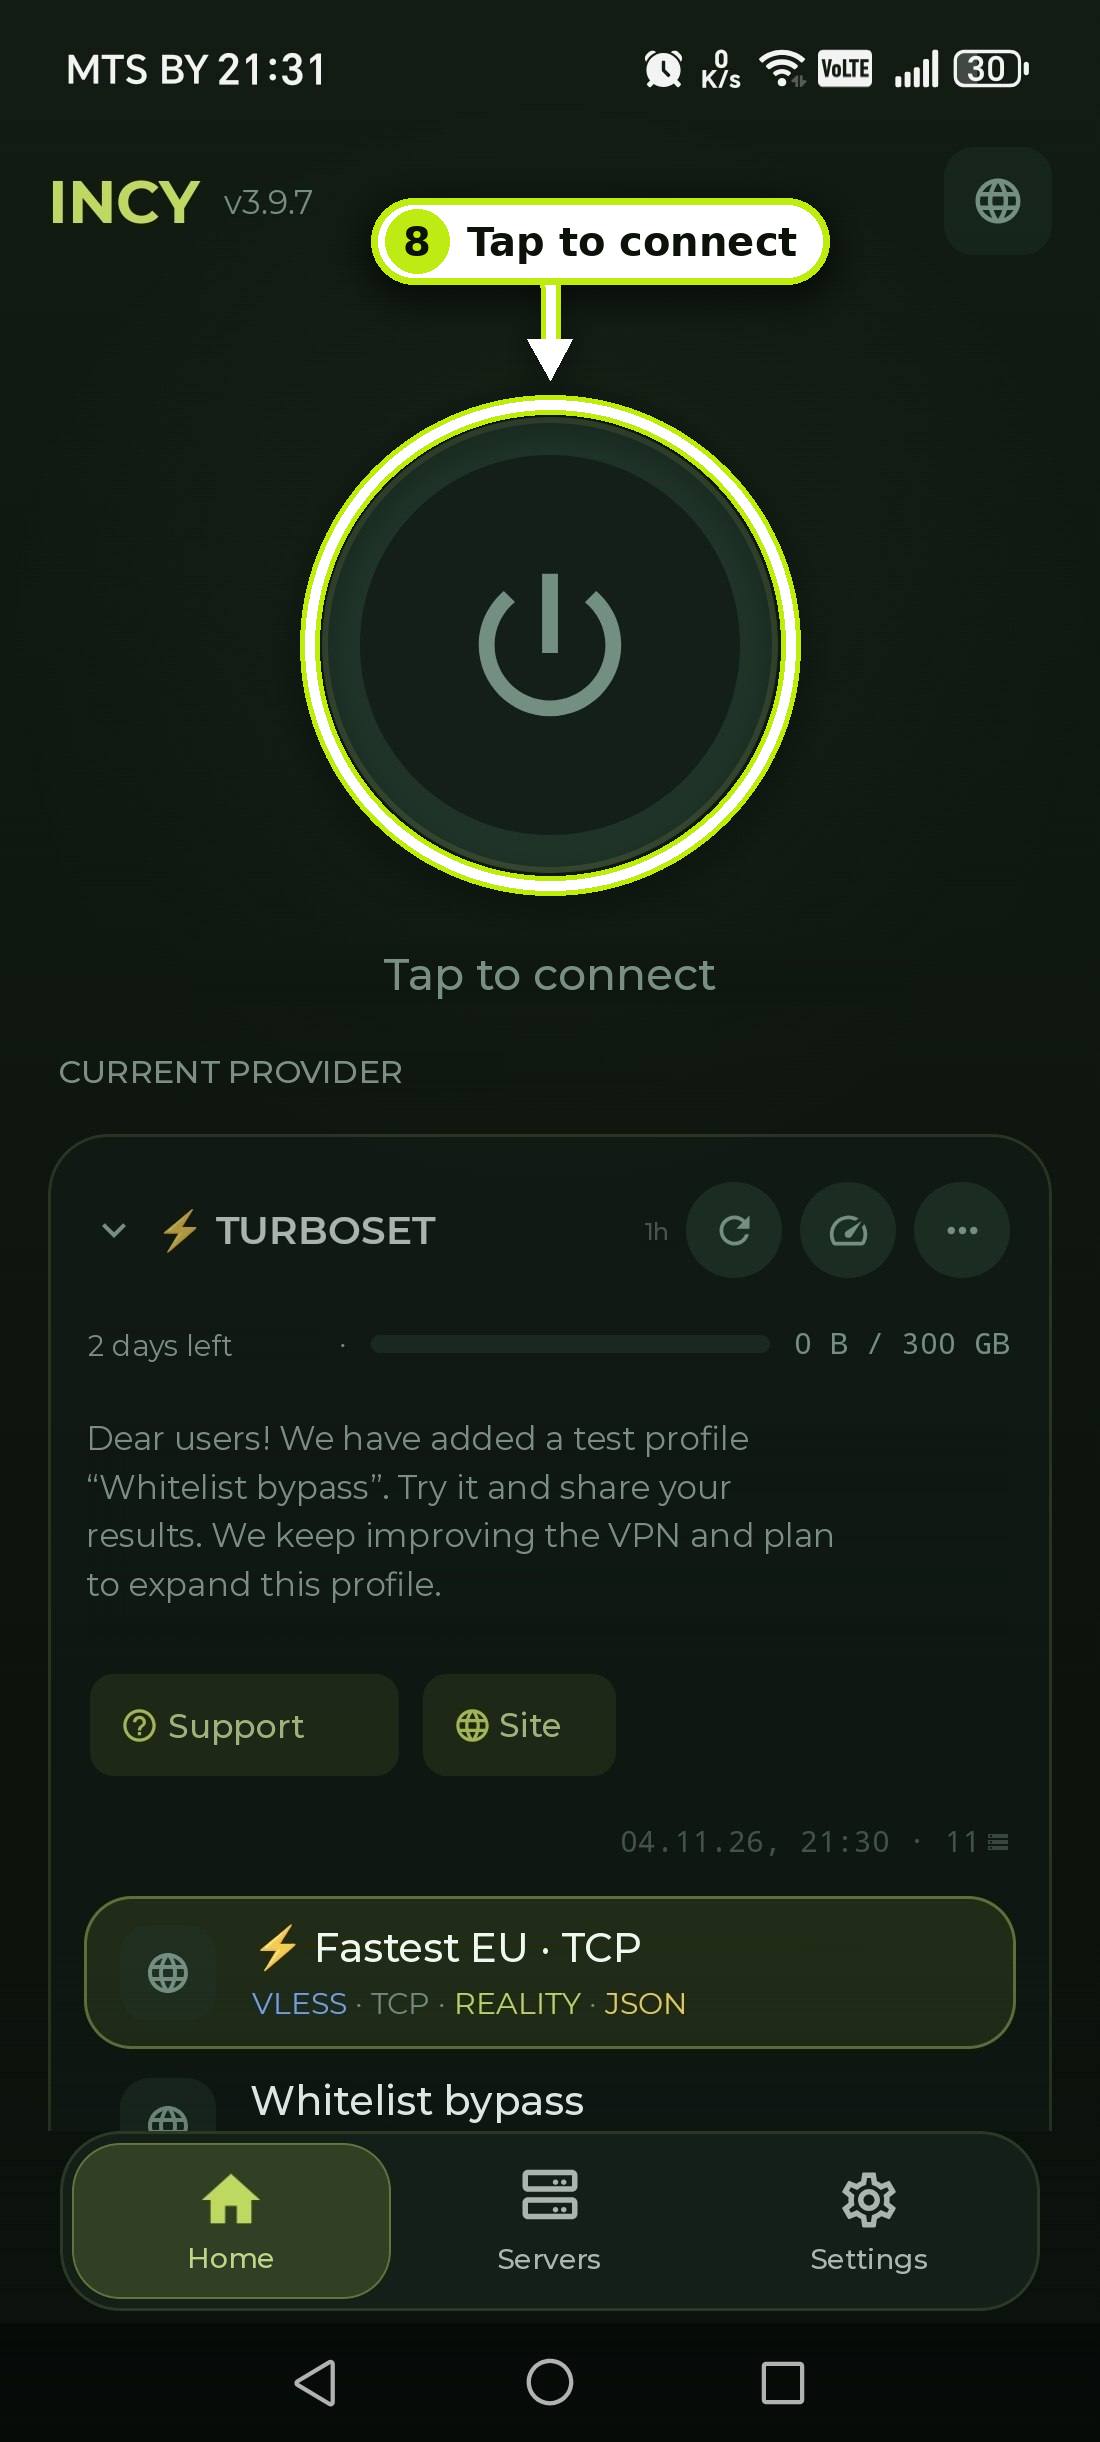 MTS BY 21:31
0 K/s
VoLTE
30
INCY v3.9.7
8 Tap to connect
Tap to connect
CURRENT PROVIDER
⚡ TURBOSET
1h
2 days left · 0 B / 300 GB
Dear users! We have added a test profile
“Whitelist bypass”. Try it and share your
results. We keep improving the VPN and plan
to expand this profile.
Support
Site
04.11.26, 21:30 · 11
⚡ Fastest EU · TCP
VLESS · TCP · REALITY · JSON
Whitelist bypass
Home
Servers
Settings